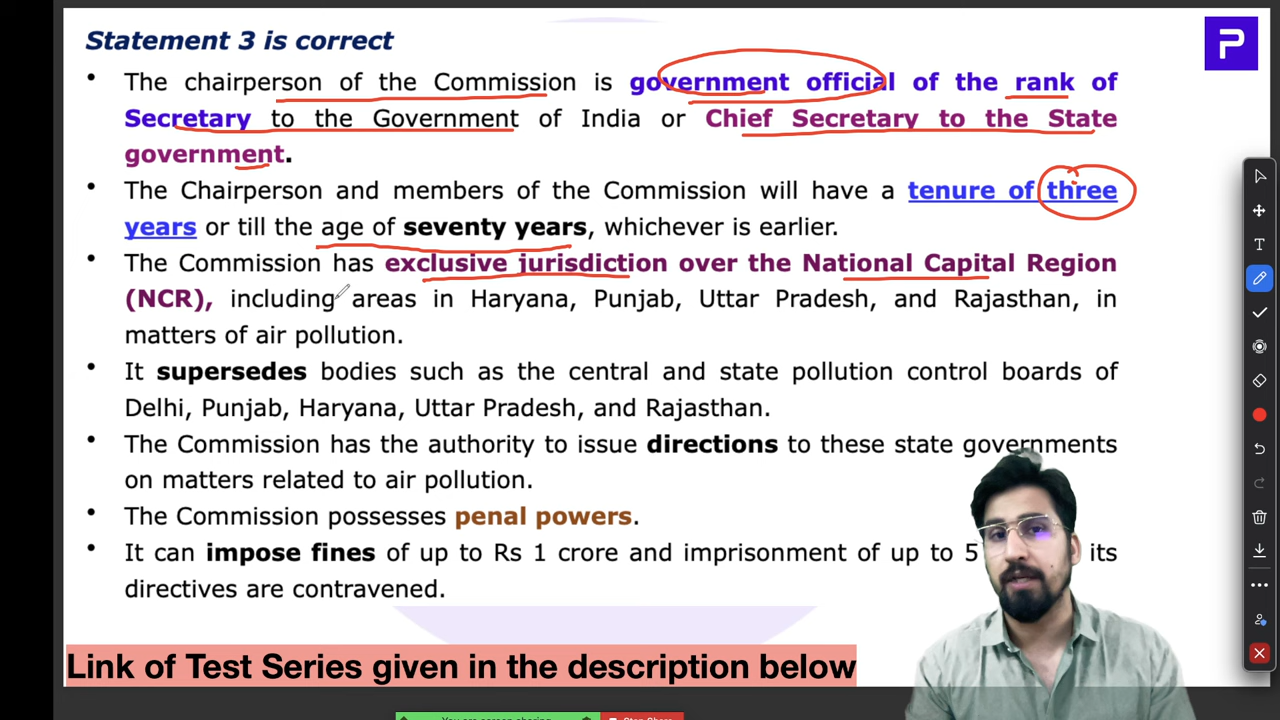 Statement 3 is correct
• The chairperson of the Commission is government official of the rank of
Secretary to the Government of India or Chief Secretary to the State
government.
• The Chairperson and members of the Commission will have a tenure of three
years or till the age of seventy years, whichever is earlier.
• The Commission has exclusive jurisdiction over the National Capital Region
(NCR), including areas in Haryana, Punjab, Uttar Pradesh, and Rajasthan, in
matters of air pollution.
• It supersedes bodies such as the central and state pollution control boards of
Delhi, Punjab, Haryana, Uttar Pradesh, and Rajasthan.
• The Commission has the authority to issue directions to these state governments
on matters related to air pollution.
• The Commission possesses penal powers.
• It can impose fines of up to Rs 1 crore and imprisonment of up to 5 its
directives are contravened.
Link of Test Series given in the description below
P
T